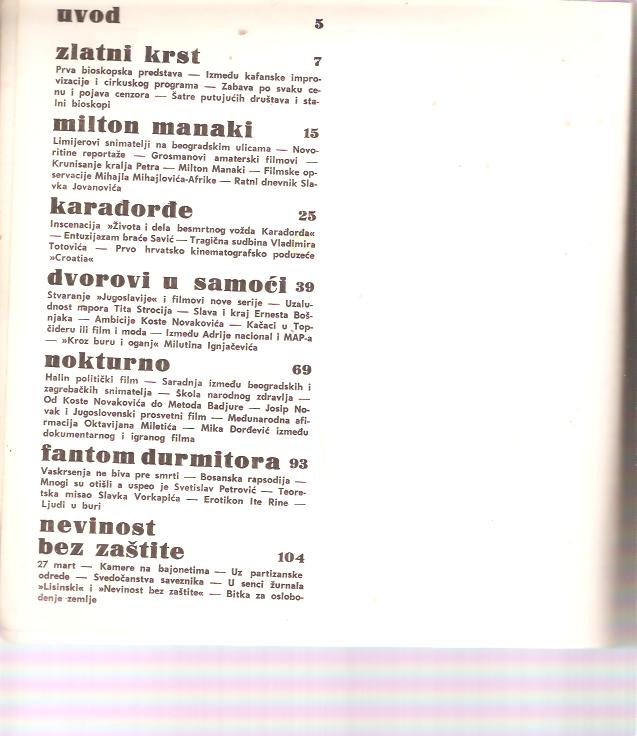 uvod 5
zlatni krst 7
Prva bioskopska predstava — Između kafanske impro-
vizacije i cirkuskog programa — Zabava po svaku ce-
nu i pojava cenzora — Šatre putujućih društava i sta-
lni bioskopi
milton manaki 15
Limijerovi snimatelji na beogradskim ulicama — Novo-
ritine reportaže — Grosmanovi amaterski filmovi —
Krunisanje kralja Petra — Milton Manaki — Filmske op-
servacije Mihajla Mihajlovića-Afrike — Ratni dnevnik Sla-
vka Jovanovića
karađorđe 25
Inscenacija »Života i dela besmrtnog vožda Karađorđa«
— Entuzijazam braće Savić — Tragična sudbina Vladimira
Totovića — Prvo hrvatsko kinematografsko poduzeće
»Croatia«
dvorovi u samoći 39
Stvaranje »Jugoslavije« i filmovi nove serije — Uzalu-
dnost napora Tita Strocija — Slava i kraj Ernesta Boš-
njaka — Ambicije Koste Novakovića — Kačaci u Top-
čideru ili film i moda — Između Adrije nacional i MAP-a
— »Kroz buru i oganj« Milutina Ignjačevića
nokturno 69
Halin politički film — Saradnja između beogradskih i
zagrebačkih snimatelja — Škola narodnog zdravlja —
Od Koste Novakovića do Metoda Badjure — Josip No-
vak i Jugoslovenski prosvetni film — Međunarodna afi-
rmacija Oktavijana Miletića — Mika Đorđević između
dokumentarnog i igranog filma
fantom durmitora 93
Vaskrsenja ne biva pre smrti — Bosanska rapsodija —
Mnogi su otišli a uspeo je Svetislav Petrović — Teore-
tska misao Slavka Vorkapića — Erotikon Ite Rine —
Ljudi u buri
nevinost
bez zaštite 104
27 mart — Kamere na bajonetima — Uz partizanske
odrede — Svedočanstva saveznika — U senci žurnala
»Lisinski« i »Nevinost bez zaštite« — Bitka za oslobo-
đenje zemlje